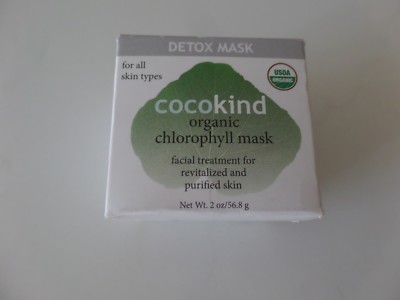 DETOX MASK
for all
skin types
USDA
ORGANIC
cocokind
organic
chlorophyll mask
facial treatment for
revitalized and
purified skin
Net Wt. 2 oz/56.8 g